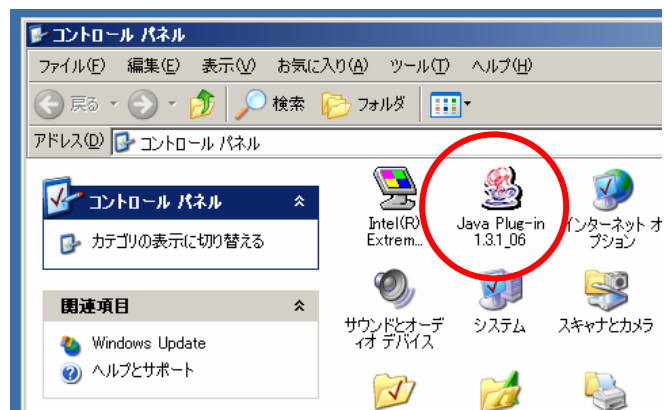 コントロール パネル
ファイル(F) 編集(E) 表示(V) お気に入り(A) ツール(T) ヘルプ(H)
戻る 検索 フォルダ
アドレス(D) コントロール パネル
コントロール パネル
カテゴリの表示に切り替える
関連項目
Windows Update
ヘルプとサポート
Intel(R)
Extrem...
Java Plug-in
1.3.1_06
インターネット オ
プション
サウンドとオーデ
ィオ デバイス
システム
スキャナとカメラ